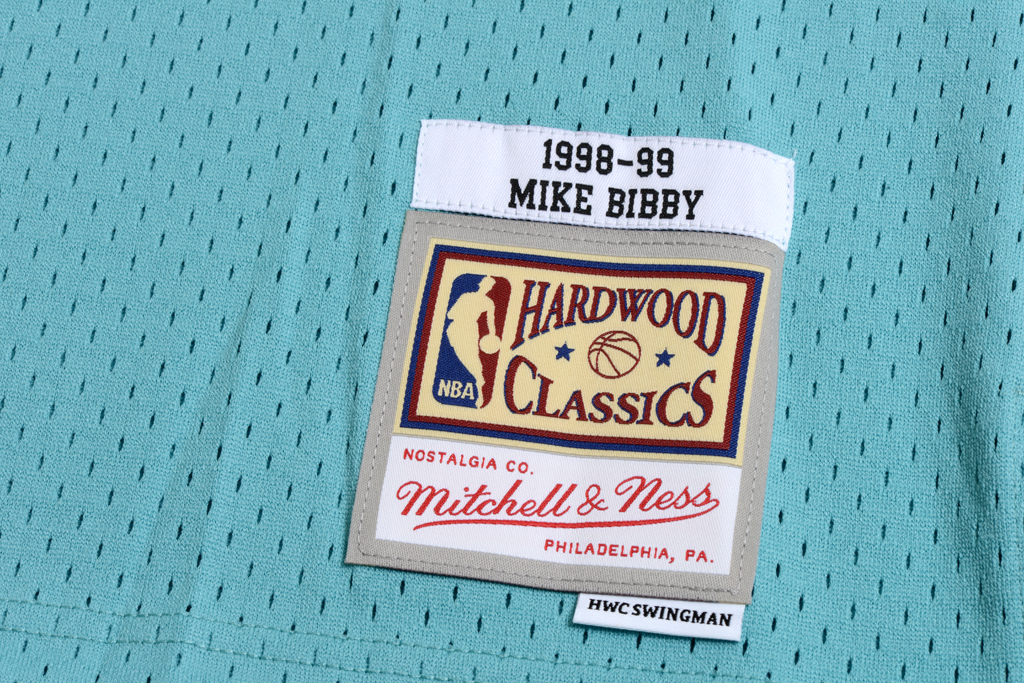 1998-99
MIKE BIBBY
HARDWOOD
CLASSICS
NBA
NOSTALGIA CO.
Mitchell & Ness
PHILADELPHIA, PA.
HWC SWINGMAN